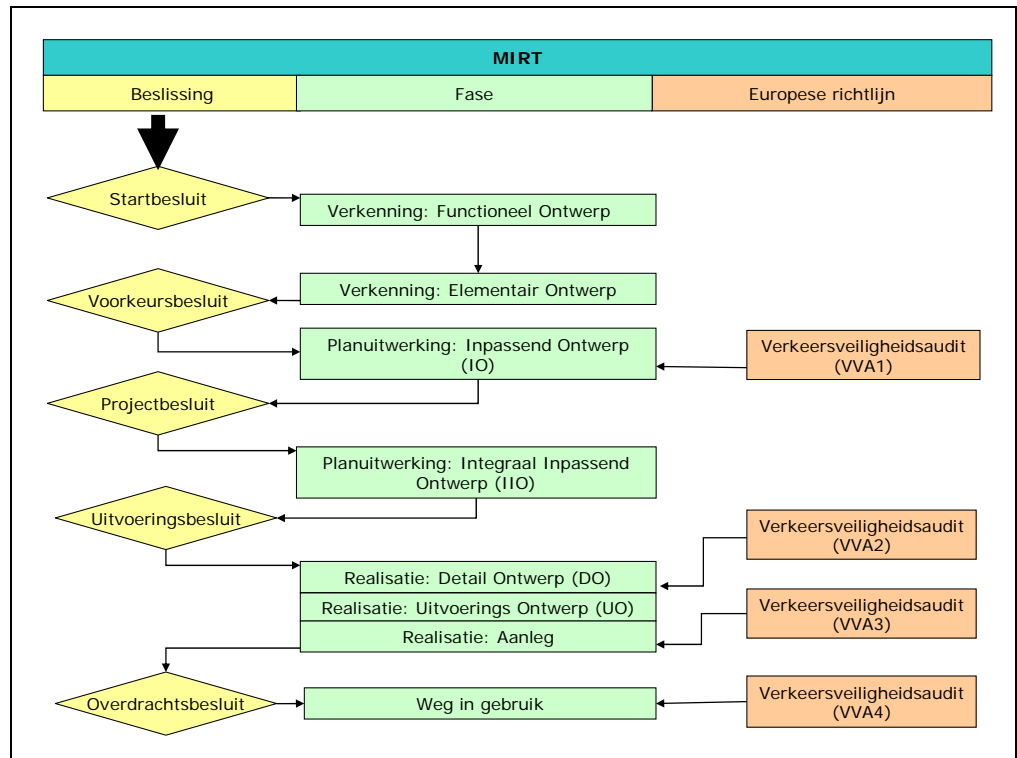 MIRT
Beslissing
Fase
Europese richtlijn
Startbesluit
Verkenning: Functioneel Ontwerp
Verkenning: Elementair Ontwerp
Voorkeursbesluit
Planuitwerking: Inpassend Ontwerp
(IO)
Verkeersveiligheidsaudit
(VVA1)
Projectbesluit
Planuitwerking: Integraal Inpassend
Ontwerp (IIO)
Uitvoeringsbesluit
Verkeersveiligheidsaudit
(VVA2)
Realisatie: Detail Ontwerp (DO)
Realisatie: Uitvoerings Ontwerp (UO)
Realisatie: Aanleg
Verkeersveiligheidsaudit
(VVA3)
Overdrachtsbesluit
Weg in gebruik
Verkeersveiligheidsaudit
(VVA4)